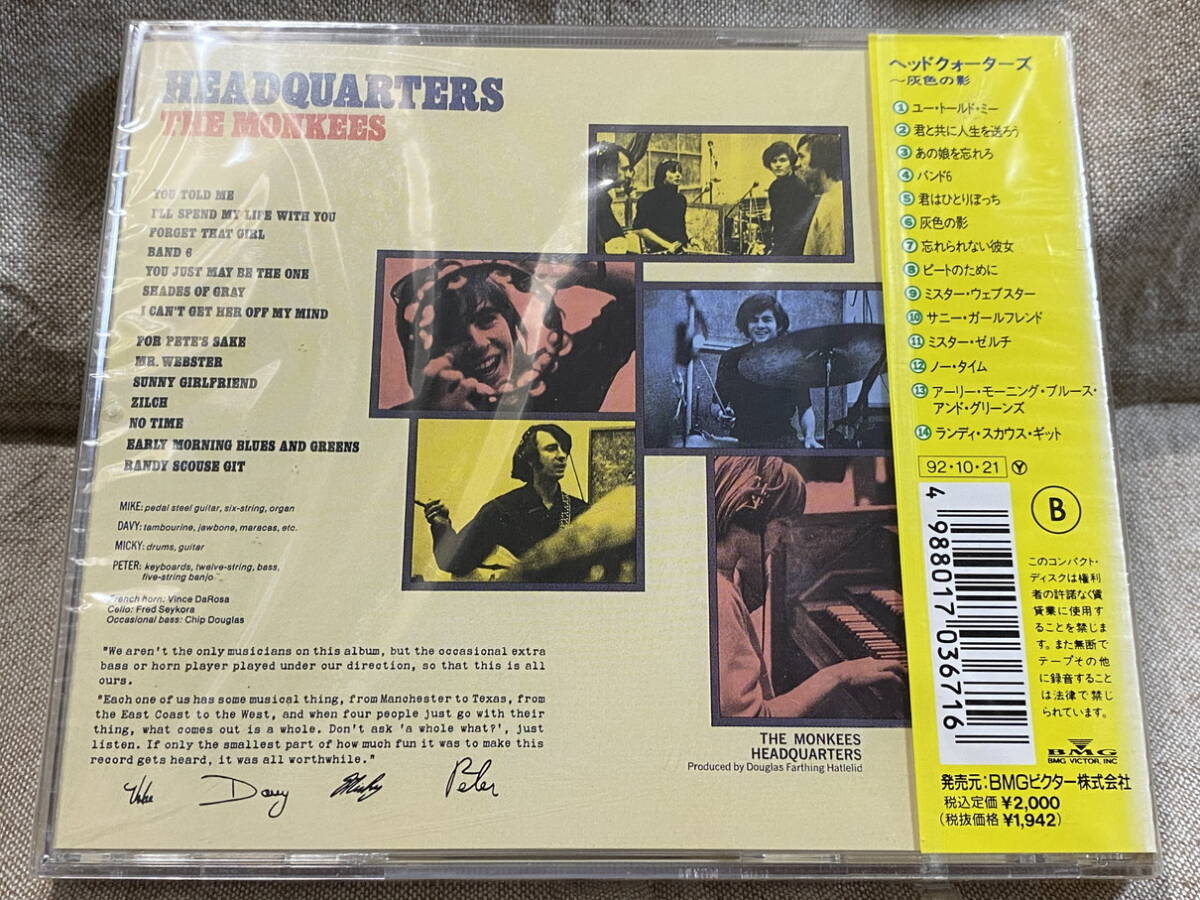 HEADQUARTERS
THE MONKEES
YOU TOLD ME
I'LL SPEND MY LIFE WITH YOU
FORGET THAT GIRL
BAND 6
YOU JUST MAY BE THE ONE
SHADES OF GRAY
I CAN'T GET HER OFF MY MIND
FOR PETE'S SAKE
MR. WEBSTER
SUNNY GIRLFRIEND
ZILCH
NO TIME
EARLY MORNING BLUES AND GREENS
RANDY SCOUSE GIT
MIKE: pedal steel guitar, six-string, organ
DAVY: tambourine, jawbone, maracas, etc.
MICKY: drums, guitar
PETER: keyboards, twelve-string, bass,
five-string banjo
French horn: Vince DaRosa
Cello: Fred Seykora
Occasional bass: Chip Douglas
"We aren't the only musicians on this album, but the occasional extra
bass or horn player played under our direction, so that this is all
ours.
"Each one of us has some musical thing, from Manchester to Texas, from
the East Coast to the West, and when four people just go with their
thing, what comes out is a whole. Don't ask 'a whole what?', just
listen. If only the smallest part of how much fun it was to make this
record gets heard, it was all worthwhile."
Mike Davy Micky Peter
THE MONKEES
HEADQUARTERS
Produced by Douglas Farthing Hatlelid
ヘッドクォーターズ
〜灰色の影
① ユー・トールド・ミー
② 君と共に人生を送ろう
③ あの娘を忘れろ
④ バンド6
⑤ 君はひとりぼっち
⑥ 灰色の影
⑦ 忘れられない彼女
⑧ ピートのために
⑨ ミスター・ウェブスター
⑩ サニー・ガールフレンド
⑪ ミスター・ゼルチ
⑫ ノー・タイム
⑬ アーリー・モーニング・ブルース・
アンド・グリーンズ
⑭ ランディ・スカウス・ギット
92・10・21 Ⓨ
4 988017 036716
B
このコンパクト・
ディスクは権利
者の許諾なく賃
貸業に使用す
ることを禁じま
す。また無断で
テープその他
に録音すること
は法律で禁じ
られています。
BMG
BMG VICTOR, INC
発売元:BMGビクター株式会社
税込定価 ¥2,000
(税抜価格 ¥1,942)